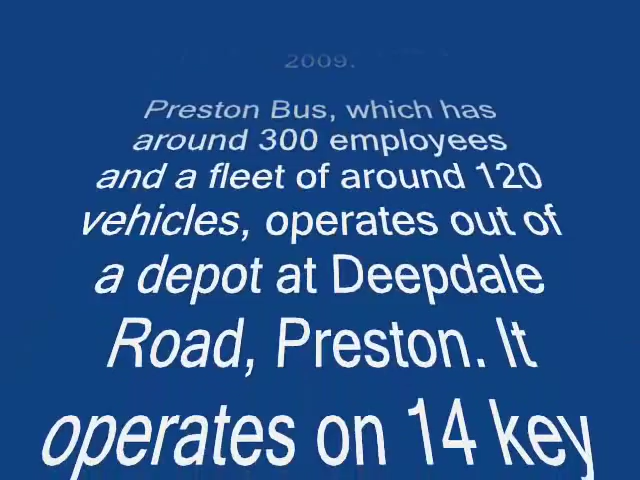 2009.
Preston Bus, which has
around 300 employees
and a fleet of around 120
vehicles, operates out of
a depot at Deepdale
Road, Preston. It
operates on 14 key